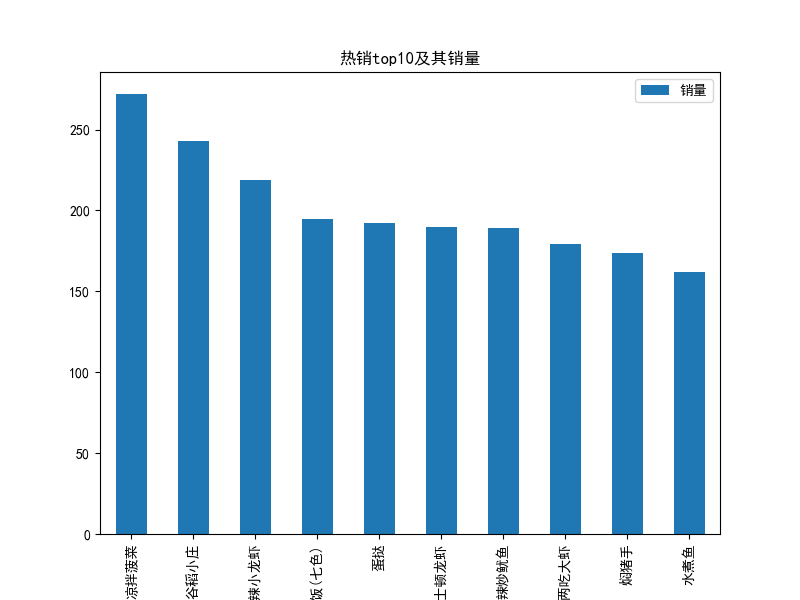 热销top10及其销量
销量
250
200
150
100
50
0
凉拌菠菜
谷稻小庄
辣小龙虾
饭(七色)
蛋挞
士顿龙虾
辣炒鱿鱼
两吃大虾
焖猪手
水煮鱼